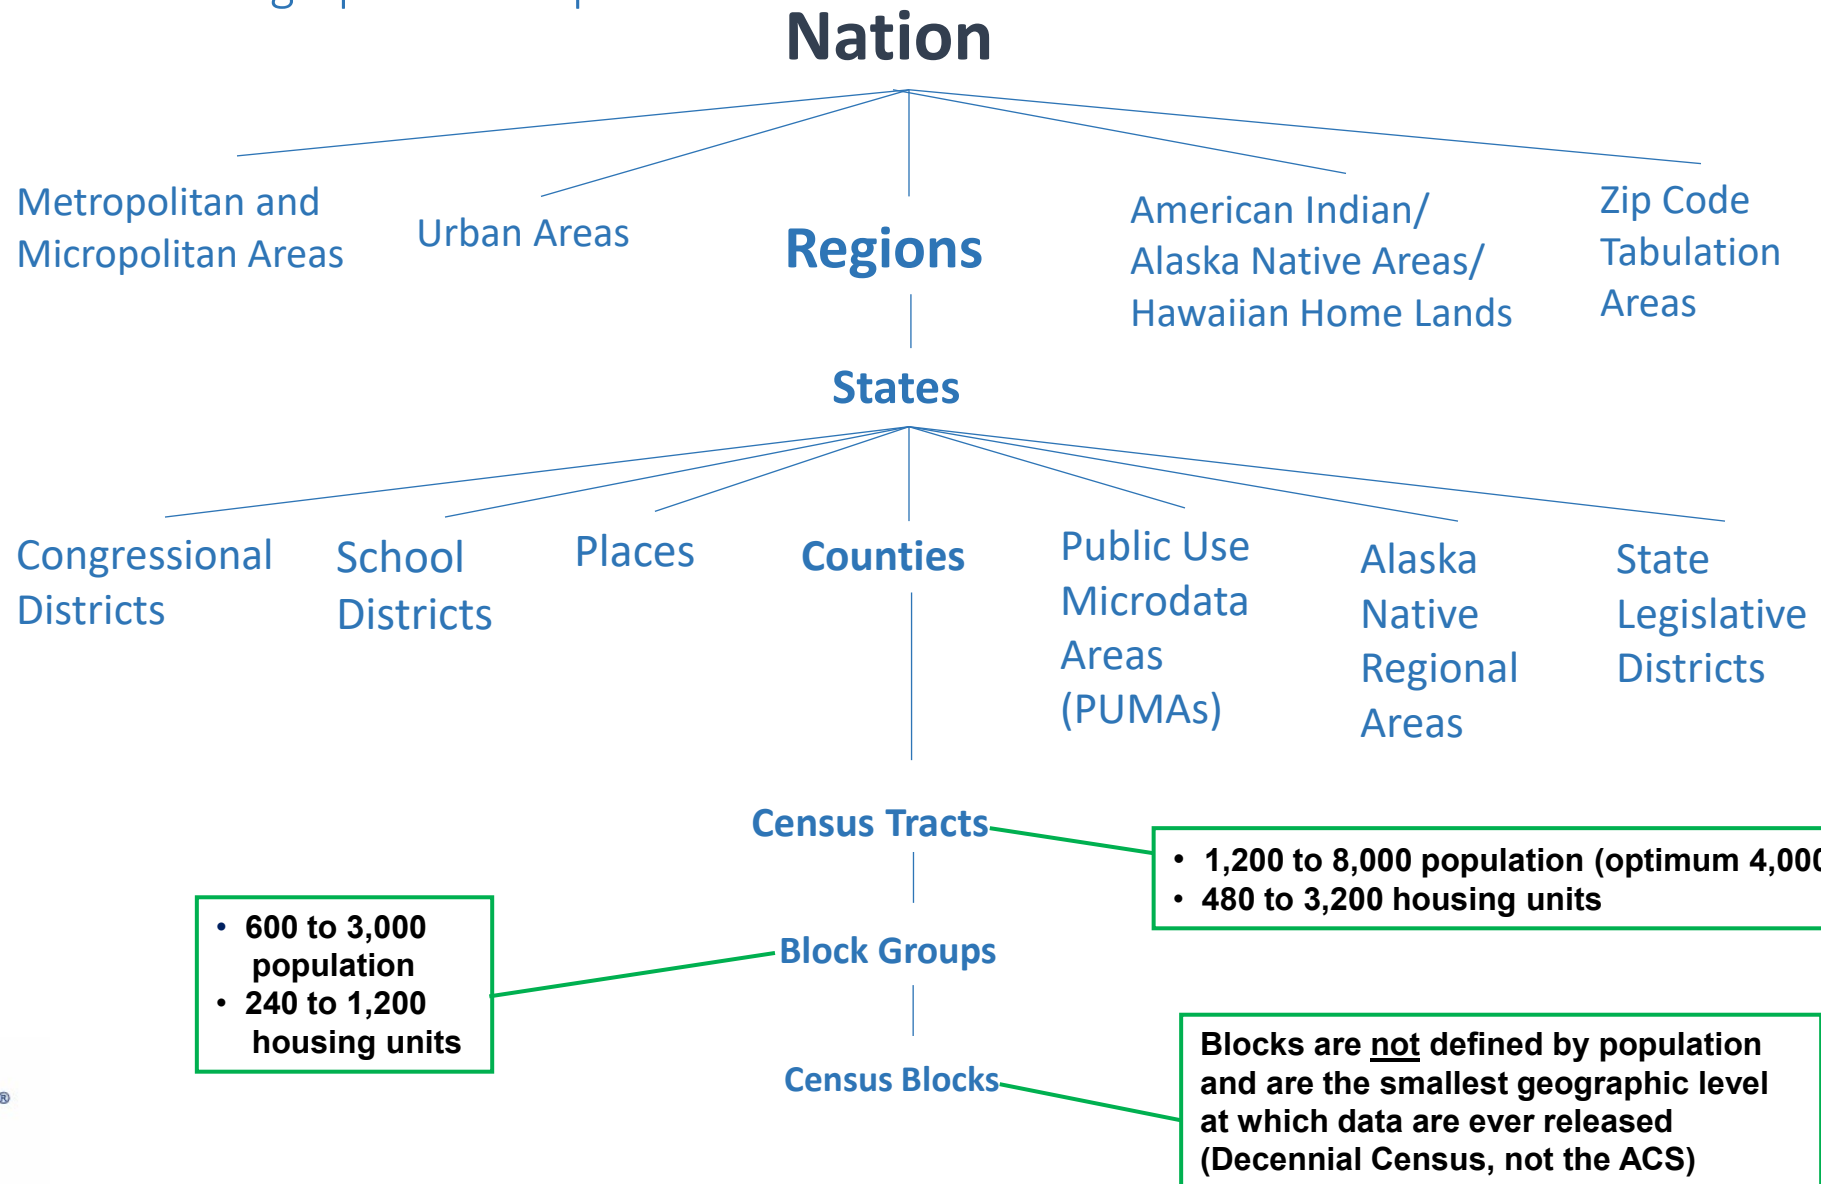 Nation
Metropolitan and
Micropolitan Areas
Urban Areas
Regions
American Indian/
Alaska Native Areas/
Hawaiian Home Lands
Zip Code
Tabulation
Areas
States
Congressional
Districts
School
Districts
Places
Counties
Public Use
Microdata
Areas
(PUMAs)
Alaska
Native
Regional
Areas
State
Legislative
Districts
Census Tracts
• 1,200 to 8,000 population (optimum 4,000
• 480 to 3,200 housing units
• 600 to 3,000
population
• 240 to 1,200
housing units
Block Groups
Census Blocks
Blocks are not defined by population
and are the smallest geographic level
at which data are ever released
(Decennial Census, not the ACS)
®